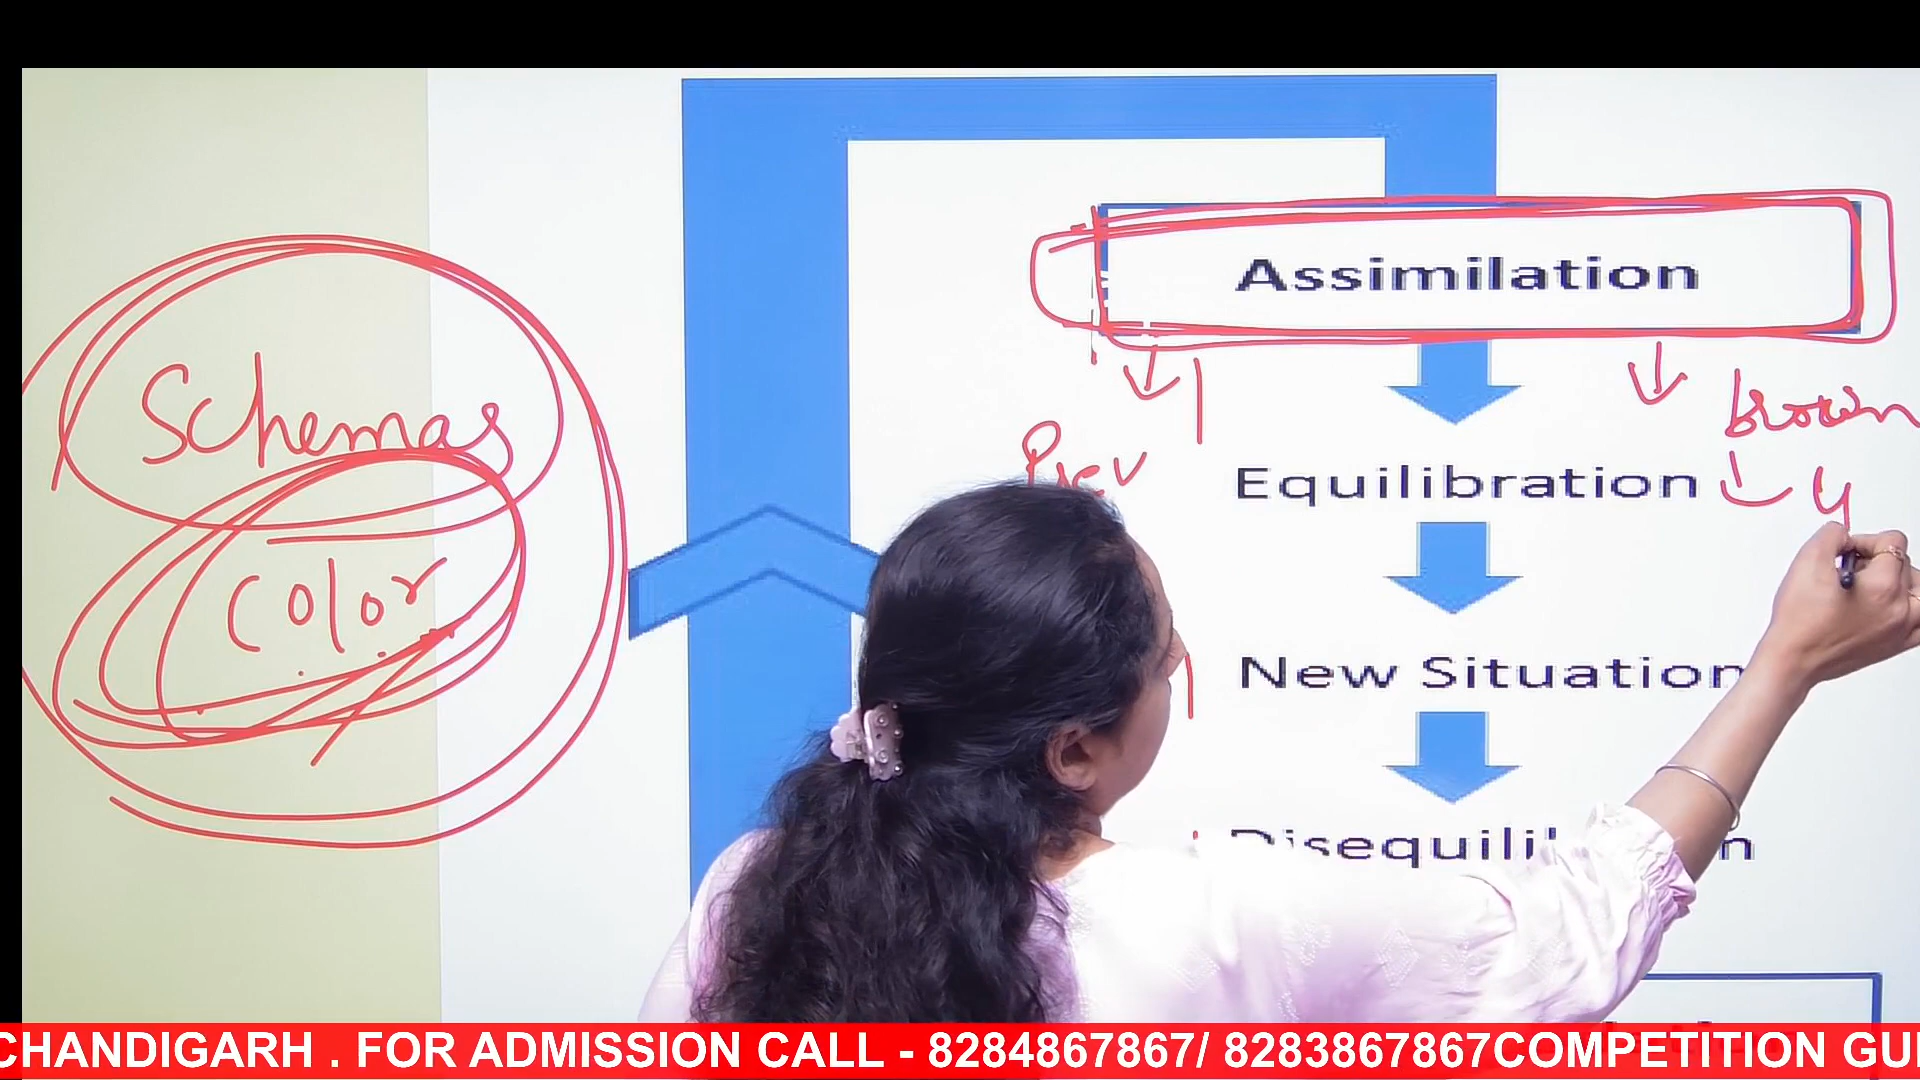 Assimilation
Schemas
brown
Prev
Equilibration
Color
New Situation
CHANDIGARH . FOR ADMISSION CALL - 8284867867/ 8283867867COMPETITION GU